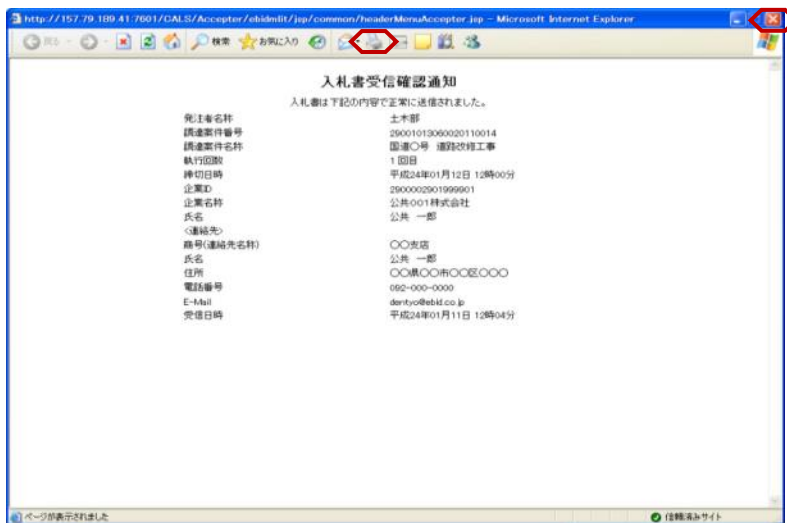 http://157.79.189.41:7601/CALS/Accepter/ebidmlit/jsp/common/headerMenuAccepter.jsp - Microsoft Internet Explorer
戻る 検索 お気に入り
入札書受信確認通知
入札書は下記の内容で正常に送信されました。
発注者名称 土木部
調達案件番号 29001013060020110014
調達案件名称 国道○号 道路改修工事
執行回数 1 回目
締切日時 平成24年01月12日 12時00分
企業ID 2900002901999901
企業名称 公共001株式会社
氏名 公共 一郎
<連絡先>
商号(連絡先名称) ○○支店
氏名 公共 一郎
住所 ○○県○○市○○区○○○
電話番号 092-000-0000
E-Mail dentyo@ebid.co.jp
受信日時 平成24年01月11日 12時04分
ページが表示されました 信頼済みサイト